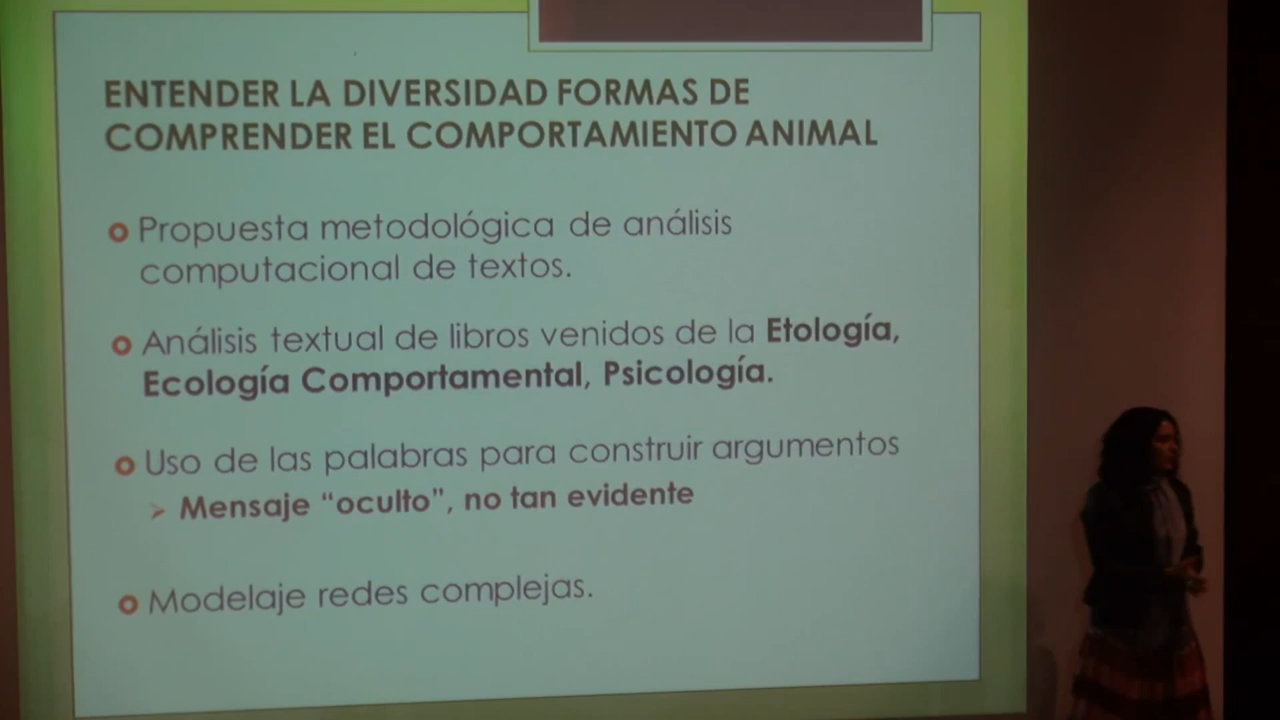 ENTENDER LA DIVERSIDAD FORMAS DE
COMPRENDER EL COMPORTAMIENTO ANIMAL
Propuesta metodológica de análisis
computacional de textos.
Análisis textual de libros venidos de la Etología,
Ecología Comportamental, Psicología.
Uso de las palabras para construir argumentos
Mensaje “oculto”, no tan evidente
Modelaje redes complejas.